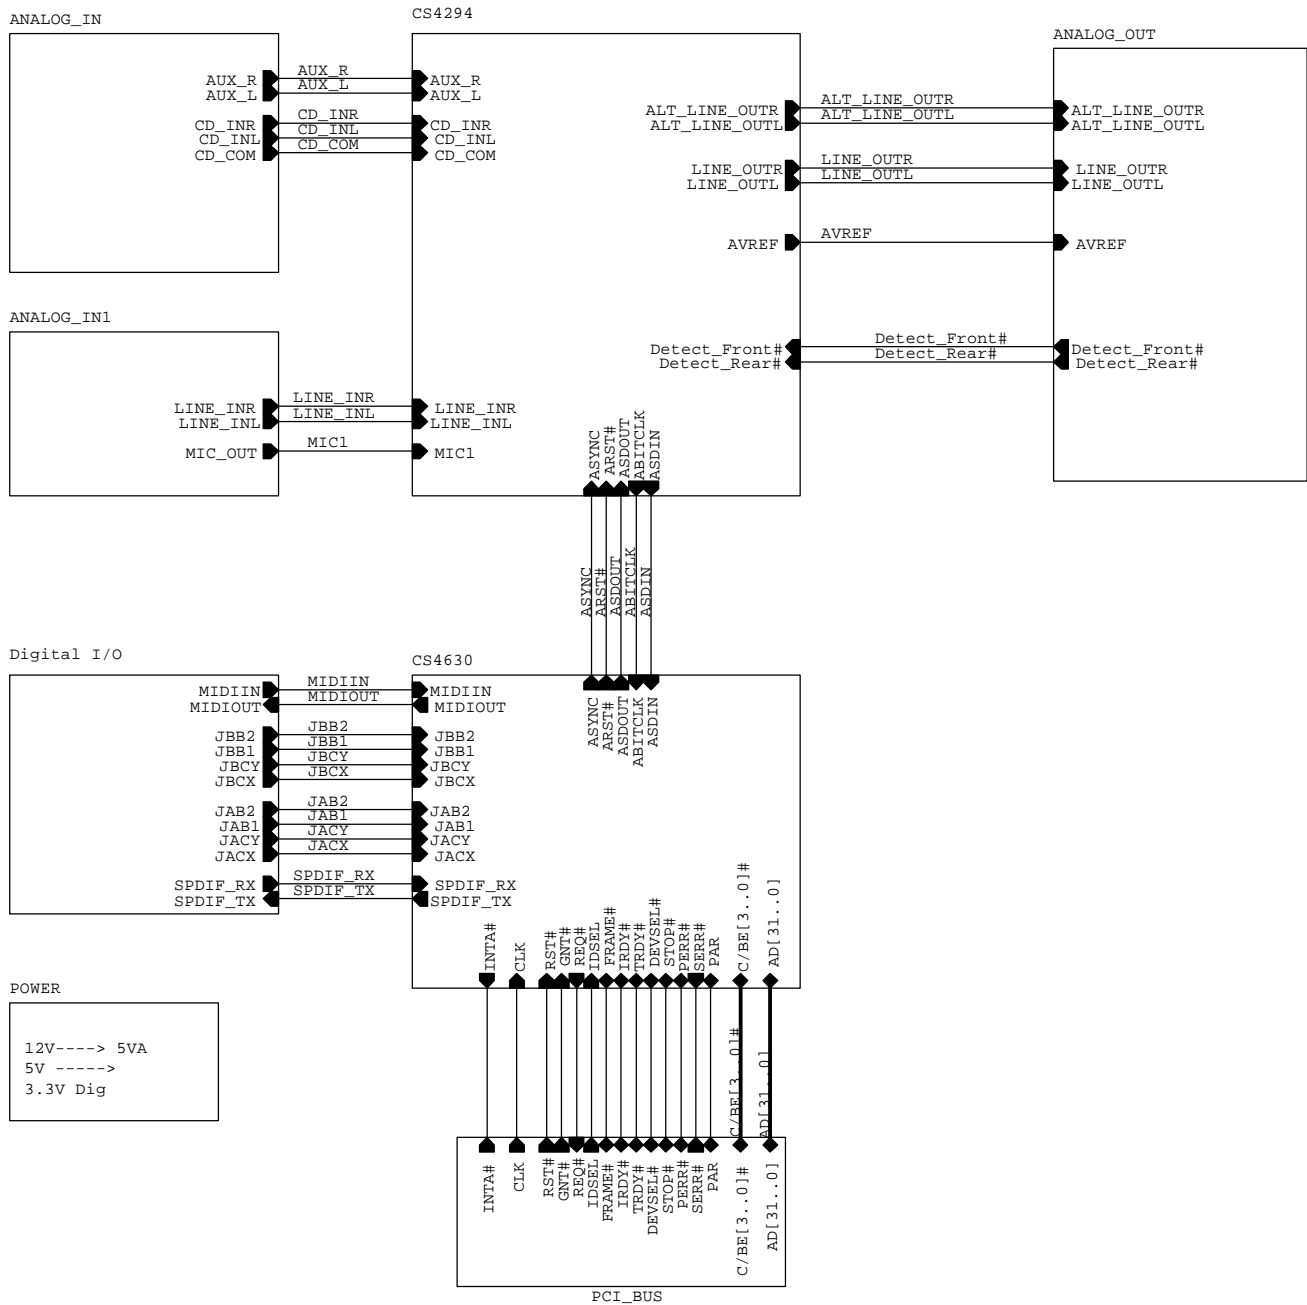 ANALOG_IN
AUX_R
AUX_L
CD_INR
CD_INL
CD_COM
AUX_R
AUX_L
CD_INR
CD_INL
CD_COM
CS4294
AUX_R
AUX_L
CD_INR
CD_INL
CD_COM
ALT_LINE_OUTR
ALT_LINE_OUTL
LINE_OUTR
LINE_OUTL
AVREF
Detect_Front#
Detect_Rear#
ALT_LINE_OUTR
ALT_LINE_OUTL
LINE_OUTR
LINE_OUTL
AVREF
Detect_Front#
Detect_Rear#
ANALOG_OUT
ALT_LINE_OUTR
ALT_LINE_OUTL
LINE_OUTR
LINE_OUTL
AVREF
Detect_Front#
Detect_Rear#
ANALOG_IN1
LINE_INR
LINE_INL
MIC_OUT
LINE_INR
LINE_INL
MIC1
LINE_INR
LINE_INL
MIC1
ASYNC
ARST#
ASDOUT
ABITCLK
ASDIN
ASYNC
ARST#
ASDOUT
ABITCLK
ASDIN
Digital I/O
MIDIIN
MIDIOUT
JBB2
JBB1
JBCY
JBCX
JAB2
JAB1
JACY
JACX
SPDIF_RX
SPDIF_TX
MIDIIN
MIDIOUT
JBB2
JBB1
JBCY
JBCX
JAB2
JAB1
JACY
JACX
SPDIF_RX
SPDIF_TX
CS4630
MIDIIN
MIDIOUT
JBB2
JBB1
JBCY
JBCX
JAB2
JAB1
JACY
JACX
SPDIF_RX
SPDIF_TX
ASYNC
ARST#
ASDOUT
ABITCLK
ASDIN
INTA#
CLK
RST#
GNT#
REQ#
IDSEL
FRAME#
IRDY#
TRDY#
DEVSEL#
STOP#
PERR#
SERR#
PAR
C/BE[3..0]#
AD[31..0]
C/BE[3..0]#
AD[31..0]
POWER
12V----> 5VA
5V ----->
3.3V Dig
INTA#
CLK
RST#
GNT#
REQ#
IDSEL
FRAME#
IRDY#
TRDY#
DEVSEL#
STOP#
PERR#
SERR#
PAR
C/BE[3..0]#
AD[31..0]
PCI_BUS